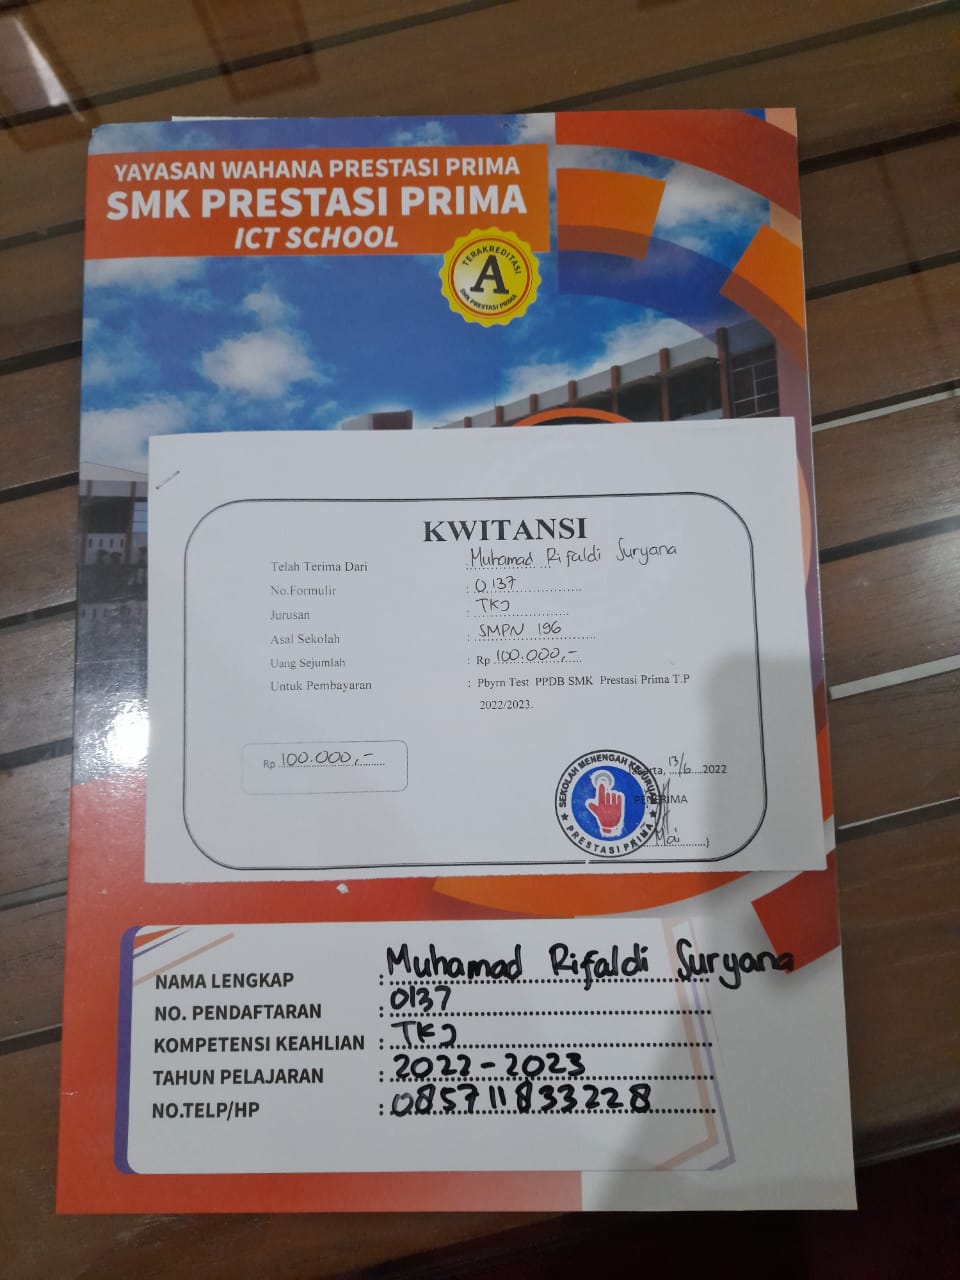 YAYASAN WAHANA PRESTASI PRIMA
SMK PRESTASI PRIMA
ICT SCHOOL
TERAKREDITASI
A
SMK PRESTASI PRIMA
KWITANSI
Telah Terima Dari : Muhamad Rifaldi Suryana
No.Formulir : 0137
Jurusan : TKJ
Asal Sekolah : SMPN 196
Uang Sejumlah : Rp 100.000,-
Untuk Pembayaran : Pbyrn Test PPDB SMK Prestasi Prima T.P
2022/2023.
Rp 100.000,-
Jakarta, 13/6 2022
PENERIMA
Mai )
SEKOLAH MENENGAH KEJURUAN
PRESTASI PRIMA
NAMA LENGKAP : Muhamad Rifaldi Suryana
NO. PENDAFTARAN : 0137
KOMPETENSI KEAHLIAN : TKJ
TAHUN PELAJARAN : 2022-2023
NO.TELP/HP : 085711833228